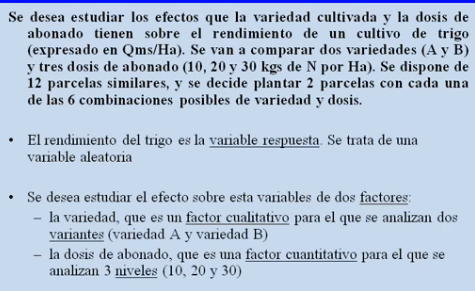 Se desea estudiar los efectos que la variedad cultivada y la dosis de
abonado tienen sobre el rendimiento de un cultivo de trigo
(expresado en Qms/Ha). Se van a comparar dos variedades (A y B)
y tres dosis de abonado (10, 20 y 30 kgs de N por Ha). Se dispone de
12 parcelas similares, y se decide plantar 2 parcelas con cada una
de las 6 combinaciones posibles de variedad y dosis.
• El rendimiento del trigo es la variable respuesta. Se trata de una
variable aleatoria
• Se desea estudiar el efecto sobre esta variables de dos factores:
– la variedad, que es un factor cualitativo para el que se analizan dos
variantes (variedad A y variedad B)
– la dosis de abonado, que es una factor cuantitativo para el que se
analizan 3 niveles (10, 20 y 30)